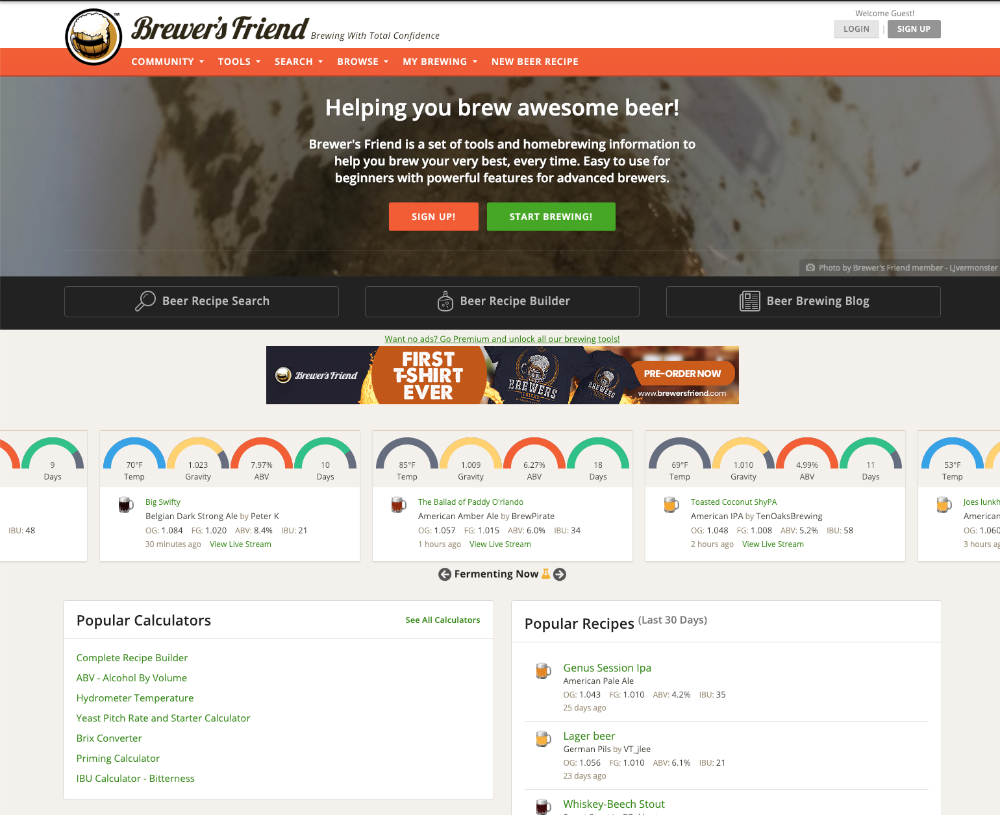 Brewer's Friend™ Brewing With Total Confidence
Welcome Guest!
LOGIN | SIGN UP
COMMUNITY TOOLS SEARCH BROWSE MY BREWING NEW BEER RECIPE
Helping you brew awesome beer!
Brewer's Friend is a set of tools and homebrewing information to
help you brew your very best, every time. Easy to use for
beginners with powerful features for advanced brewers.
SIGN UP! START BREWING!
Photo by Brewer's Friend member - LJvermonster
Beer Recipe Search Beer Recipe Builder Beer Brewing Blog
Want no ads? Go Premium and unlock all our brewing tools!
Brewer's Friend
FIRST
T-SHIRT
EVER
BREWERS
FRIEND
BREWERS
PRE-ORDER NOW
www.brewersfriend.com
9
Days
IBU: 48
70°F 1.023 7.97% 10
Temp Gravity ABV Days
Big Swifty
Belgian Dark Strong Ale by Peter K
OG: 1.084 FG: 1.020 ABV: 8.4% IBU: 21
30 minutes ago View Live Stream
85°F 1.009 6.27% 18
Temp Gravity ABV Days
The Ballad of Paddy O'rlando
American Amber Ale by BrewPirate
OG: 1.057 FG: 1.015 ABV: 6.0% IBU: 34
1 hours ago View Live Stream
69°F 1.010 4.99% 11
Temp Gravity ABV Days
Toasted Coconut ShyPA
American IPA by TenOaksBrewing
OG: 1.048 FG: 1.008 ABV: 5.2% IBU: 58
2 hours ago View Live Stream
53°F
Temp
Joes
American
OG: 1.060
3 hours
Fermenting Now
Popular Calculators See All Calculators
Complete Recipe Builder
ABV - Alcohol By Volume
Hydrometer Temperature
Yeast Pitch Rate and Starter Calculator
Brix Converter
Priming Calculator
IBU Calculator - Bitterness
Popular Recipes (Last 30 Days)
Genus Session Ipa
American Pale Ale
OG: 1.043 FG: 1.010 ABV: 4.2% IBU: 35
25 days ago
Lager beer
German Pils by VT_jlee
OG: 1.056 FG: 1.010 ABV: 6.1% IBU: 21
23 days ago
Whiskey-Beech Stout